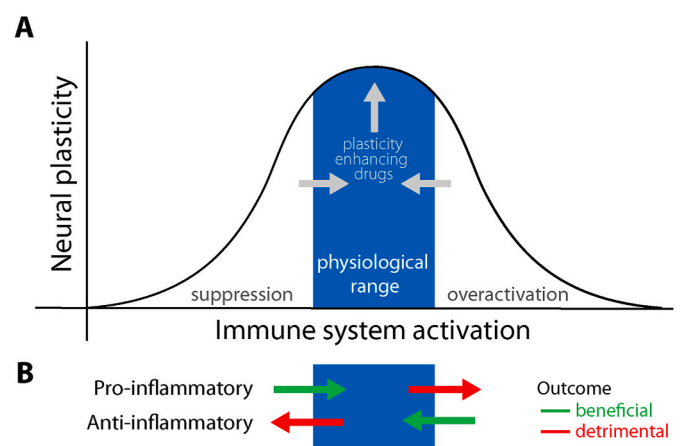 A
Neural plasticity
plasticity
enhancing
drugs
physiological
range
suppression
overactivation
Immune system activation
B
Pro-inflammatory
Anti-inflammatory
Outcome
beneficial
detrimental